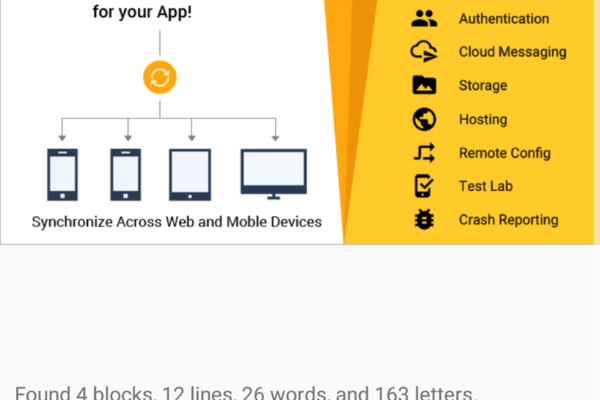 for your App!
Synchronize Across Web and Moble Devices
Authentication
Cloud Messaging
Storage
Hosting
Remote Config
Test Lab
Crash Reporting
Found 4 blocks, 12 lines, 26 words, and 163 letters.